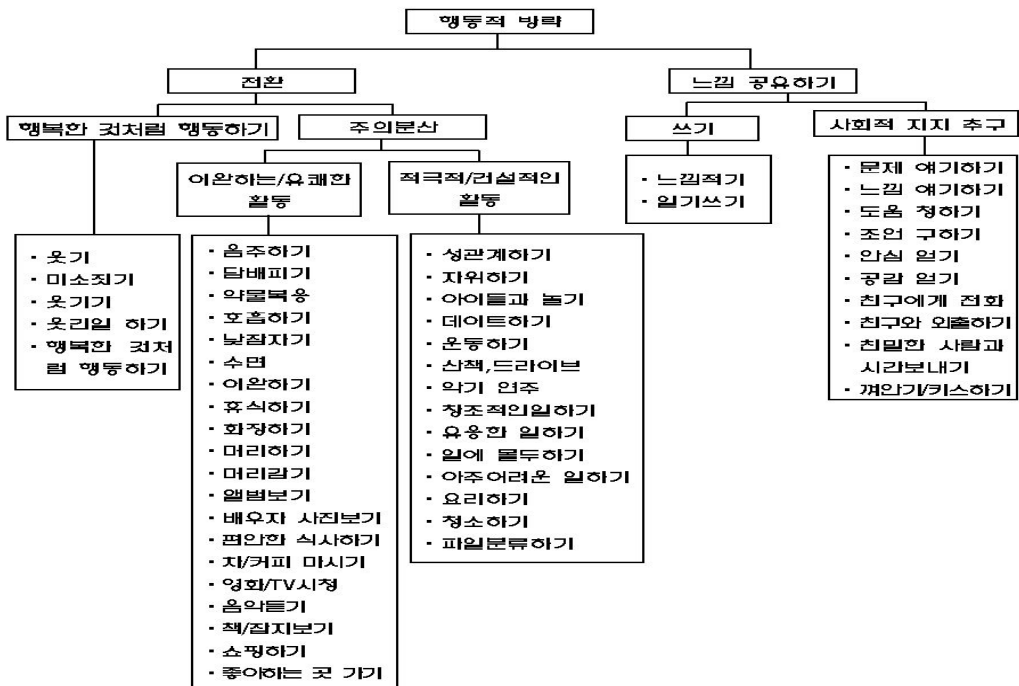 행동적 방략
전환
느낌 공유하기
행복한 것처럼 행동하기
주의분산
쓰기
사회적 지지 추구
이완하는/유쾌한
활동
적극적/건설적인
활동
· 느낌적기
· 일기쓰기
· 문제 얘기하기
· 느낌 얘기하기
· 도움 청하기
· 조언 구하기
· 안심 얻기
· 공감 얻기
· 친구에게 전화
· 친구와 외출하기
· 친밀한 사람과
시간보내기
· 껴안기/키스하기
· 웃기
· 미소짓기
· 웃기기
· 웃긴일 하기
· 행복한 것처
럼 행동하기
· 음주하기
· 담배피기
· 약물복용
· 호흡하기
· 낮잠자기
· 수면
· 이완하기
· 휴식하기
· 화장하기
· 머리하기
· 머리감기
· 앨범보기
· 배우자 사진보기
· 편안한 식사하기
· 차/커피 마시기
· 영화/TV시청
· 음악듣기
· 책/잡지보기
· 쇼핑하기
· 좋아하는 곳 가기
· 성관계하기
· 자위하기
· 아이들과 놀기
· 데이트하기
· 운동하기
· 산책,드라이브
· 악기 연주
· 창조적인일하기
· 유용한 일하기
· 일에 몰두하기
· 아주어려운 일하기
· 요리하기
· 청소하기
· 파일분류하기